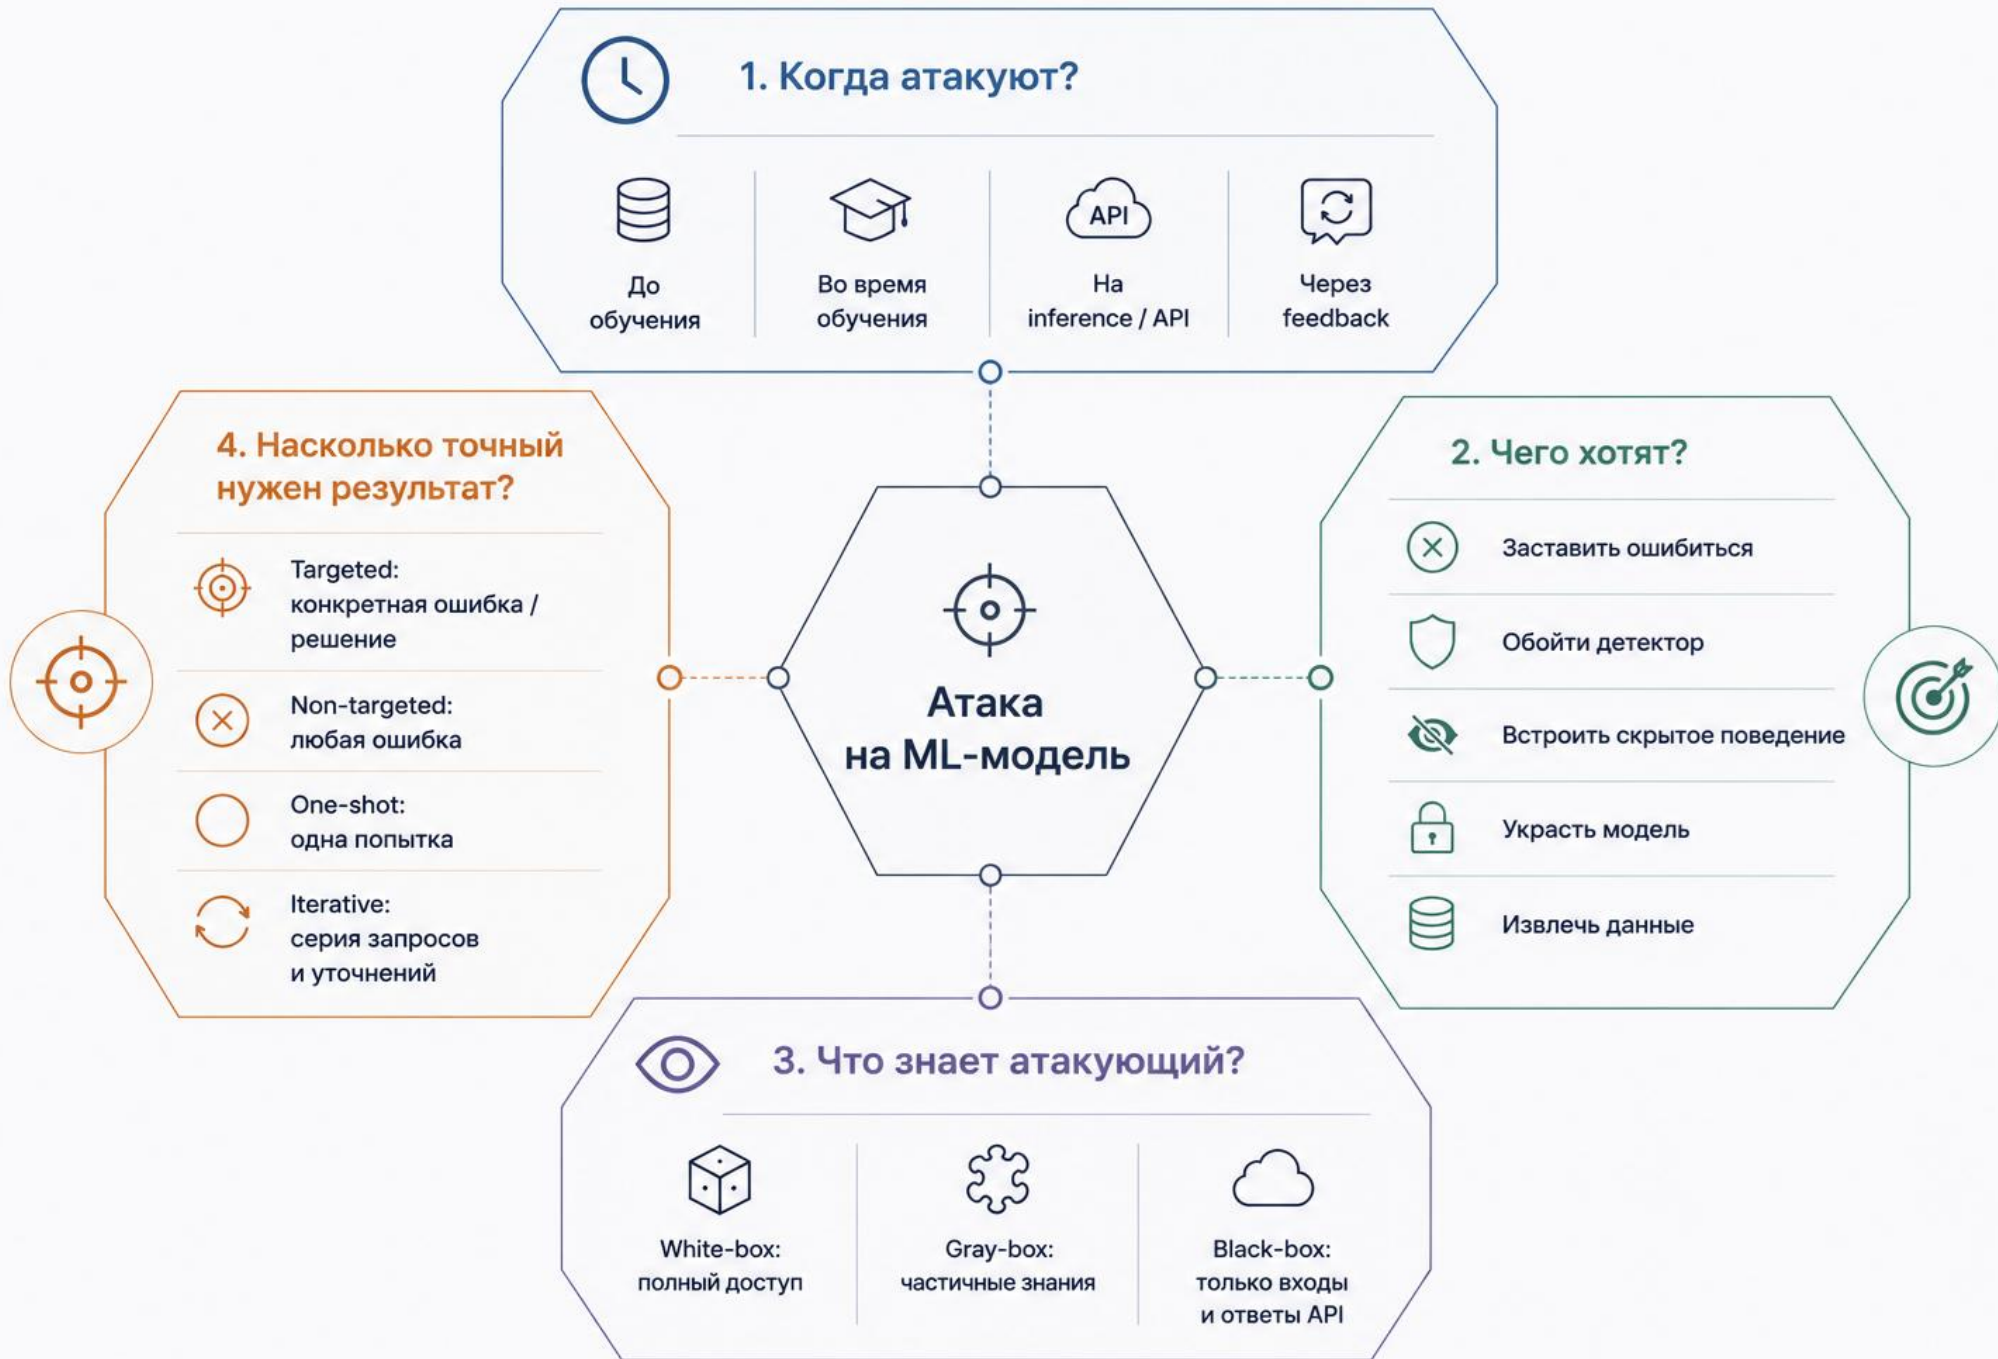 1. Когда атакуют?
API
До
обучения
Во время
обучения
На
inference / API
Через
feedback
4. Насколько точный
нужен результат?
Targeted:
конкретная ошибка /
решение
Non-targeted:
любая ошибка
One-shot:
одна попытка
Iterative:
серия запросов
и уточнений
Атака
на ML-модель
2. Чего хотят?
Заставить ошибиться
Обойти детектор
Встроить скрытое поведение
Украсть модель
Извлечь данные
3. Что знает атакующий?
White-box:
полный доступ
Gray-box:
частичные знания
Black-box:
только входы
и ответы API